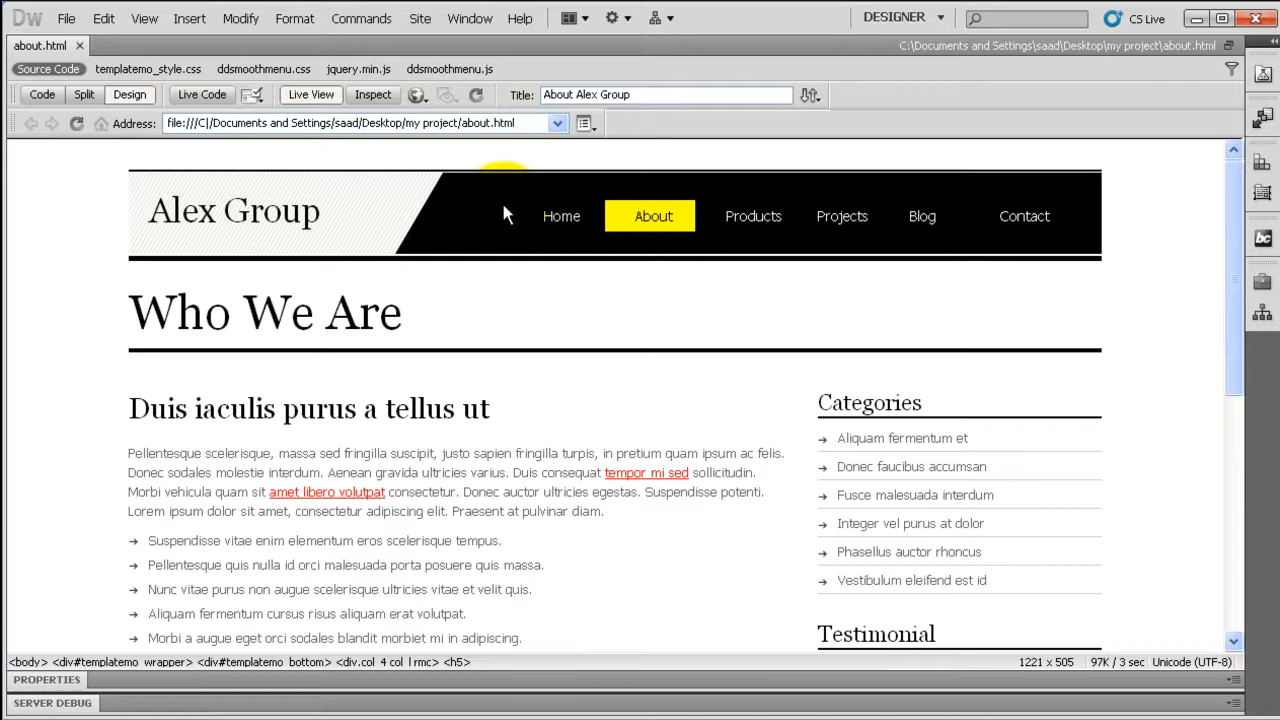 Dw File Edit View Insert Modify Format Commands Site Window Help DESIGNER CS Live
about.html C:\Documents and Settings\saad\Desktop\my project\about.html
Source Code templatemo_style.css ddsmoothmenu.css jquery.min.js ddsmoothmenu.js
Code Split Design Live Code Live View Inspect Title: About Alex Group
Address: file:///C|/Documents and Settings/saad/Desktop/my project/about.html
Alex Group Home About Products Projects Blog Contact
Who We Are
Duis iaculis purus a tellus ut
Pellentesque scelerisque, massa sed fringilla suscipit, justo sapien fringilla turpis, in pretium quam ipsum ac felis.
Donec sodales molestie interdum. Aenean gravida ultricies varius. Duis consequat tempor mi sed sollicitudin.
Morbi vehicula quam sit amet libero volutpat consectetur. Donec auctor ultricies egestas. Suspendisse potenti.
Lorem ipsum dolor sit amet, consectetur adipiscing elit. Praesent at pulvinar diam.
Suspendisse vitae enim elementum eros scelerisque tempus.
Pellentesque quis nulla id orci malesuada porta posuere quis massa.
Nunc vitae purus non augue scelerisque ultricies vitae et velit quis.
Aliquam fermentum cursus risus aliquam erat volutpat.
Morbi a augue eget orci sodales blandit morbiet mi in adipiscing.
Categories
Aliquam fermentum et
Donec faucibus accumsan
Fusce malesuada interdum
Integer vel purus at dolor
Phasellus auctor rhoncus
Vestibulum eleifend est id
Testimonial
<body> <div#templatemo_wrapper> <div#templatemo_bottom> <div.col_4.col_l.rmc> <h5> 1221 x 505 97K / 3 sec Unicode (UTF-8)
PROPERTIES
SERVER DEBUG
bc